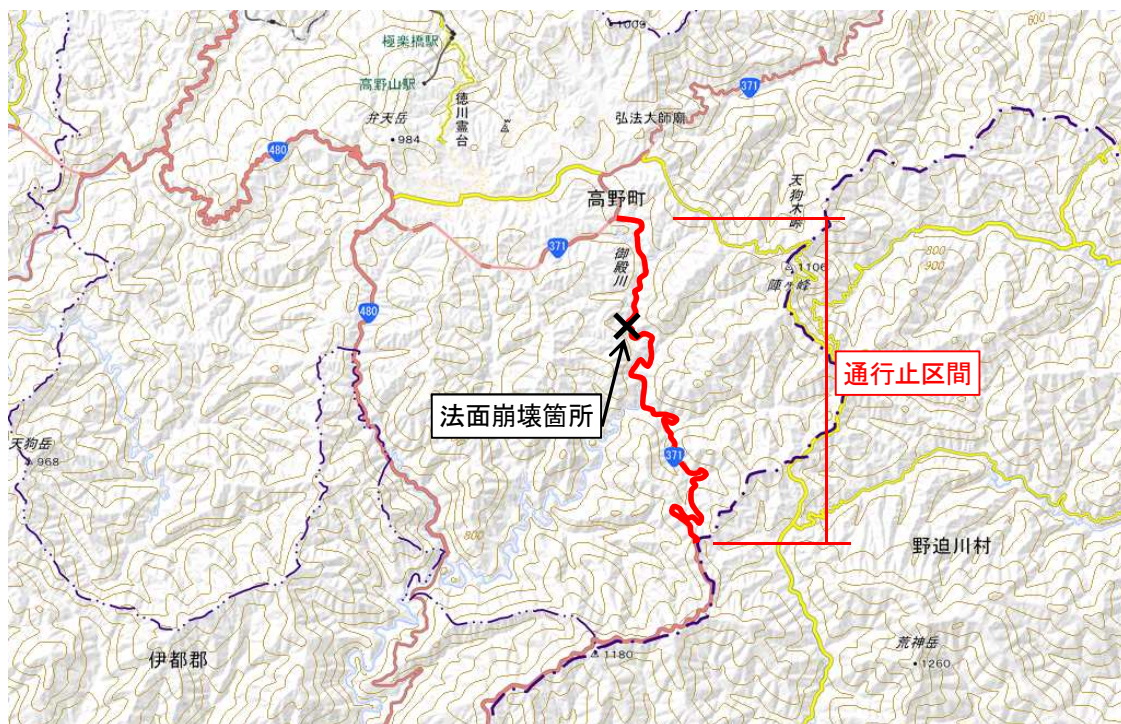 1009
600
極楽橋駅
371
高野山駅
徳川霊台
弘法大師廟
弁天岳
984
480
天狗木峠
高野町
371
御殿川
800
900
1106
陣ヶ峰
480
通行止区間
法面崩壊箇所
天狗岳
968
371
800
野迫川村
荒神岳
1260
伊都郡
1180